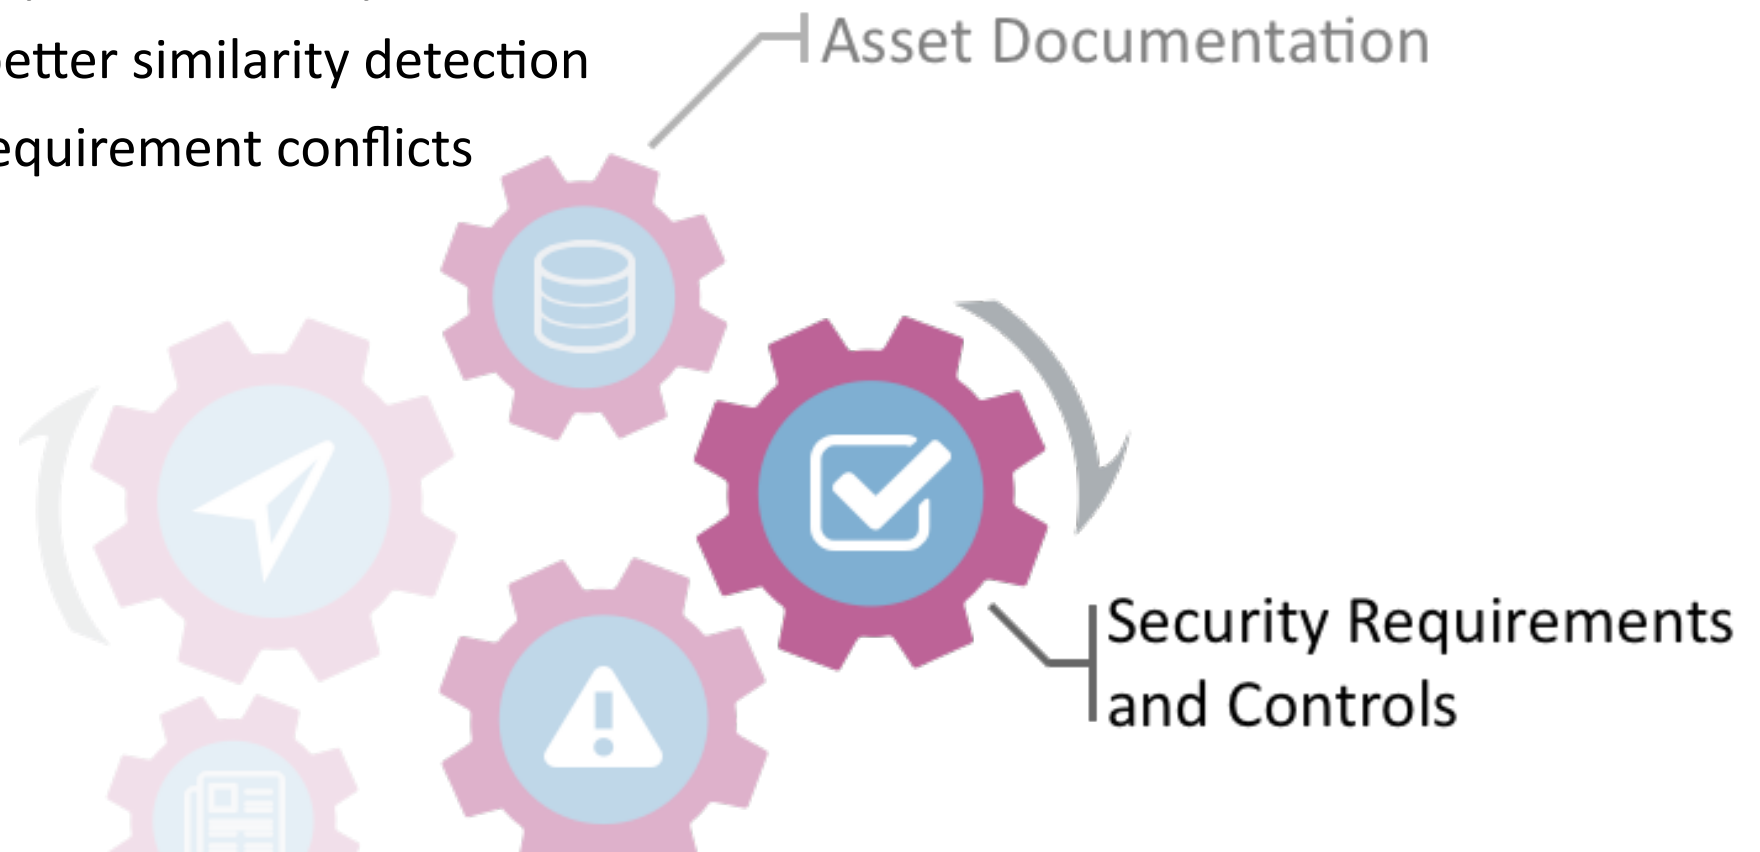 etter similarity detection
equirement conflicts
Asset Documentation
Security Requirements
and Controls